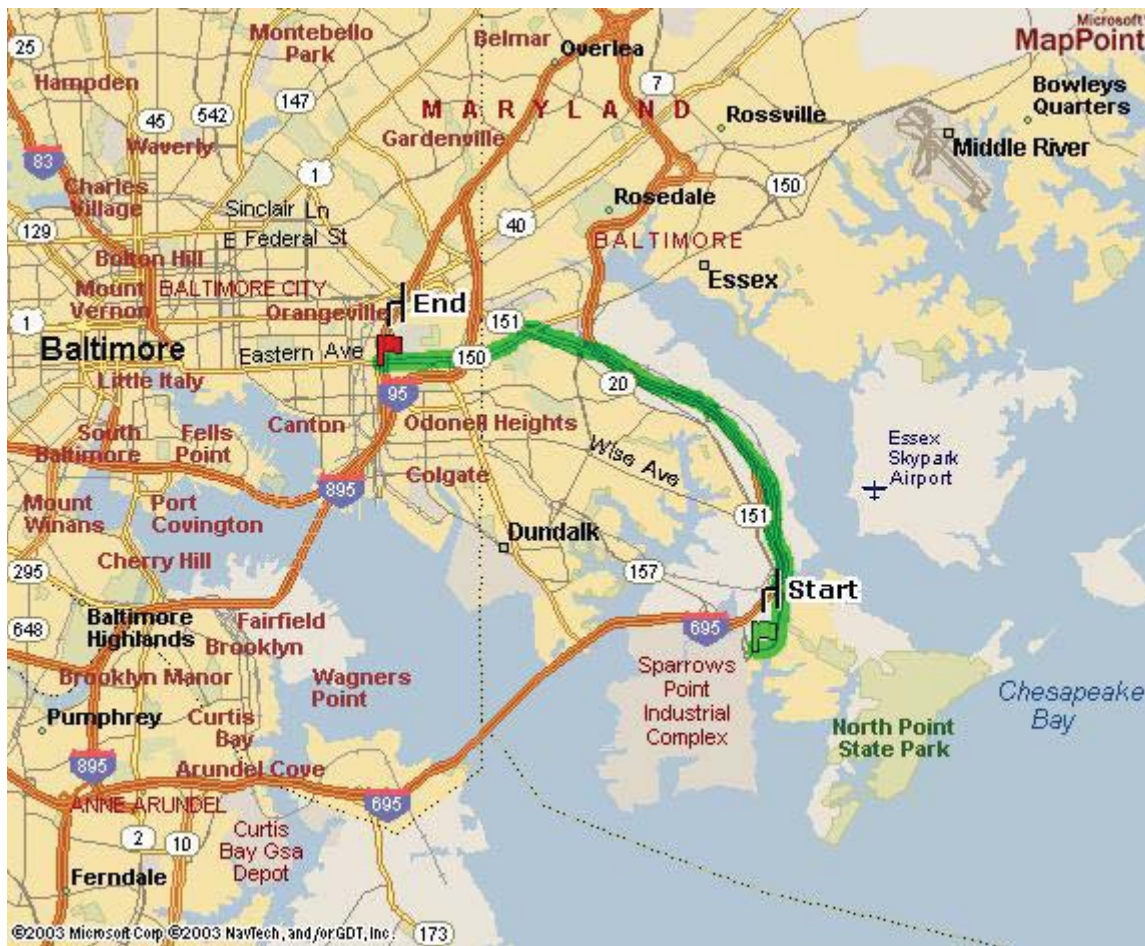 Microsoft
MapPoint
25
Montebello
Park
Belmar
Overlea
Hampden
147
7
Bowleys
Quarters
45
542
MARYLAND
Rossville
Waverly
Gardenville
Middle River
83
1
150
Charles
Village
Sinclair Ln
Rosedale
129
E Federal St
40
BALTIMORE
Bolton Hill
Essex
Mount
Vernon
BALTIMORE CITY
Orangeville
End
1
151
Baltimore
Eastern Ave
150
Little Italy
95
20
Canton
Odonell Heights
South
Baltimore
Fells
Point
Wise Ave
Essex
Skypark
Airport
Colgate
895
Mount
Winans
Port
Covington
151
Dundalk
Cherry Hill
295
157
Start
Baltimore
Highlands
Fairfield
648
Brooklyn
695
Brooklyn Manor
Wagners
Point
Sparrows
Point
Industrial
Complex
Chesapeake
Bay
Pumphrey
Curtis
Bay
North Point
State Park
895
Arundel Cove
695
ANNE ARUNDEL
2
10
Curtis
Bay Gsa
Depot
Ferndale
173
©2003 Microsoft Corp ©2003 NavTech, and/or GDT, Inc.